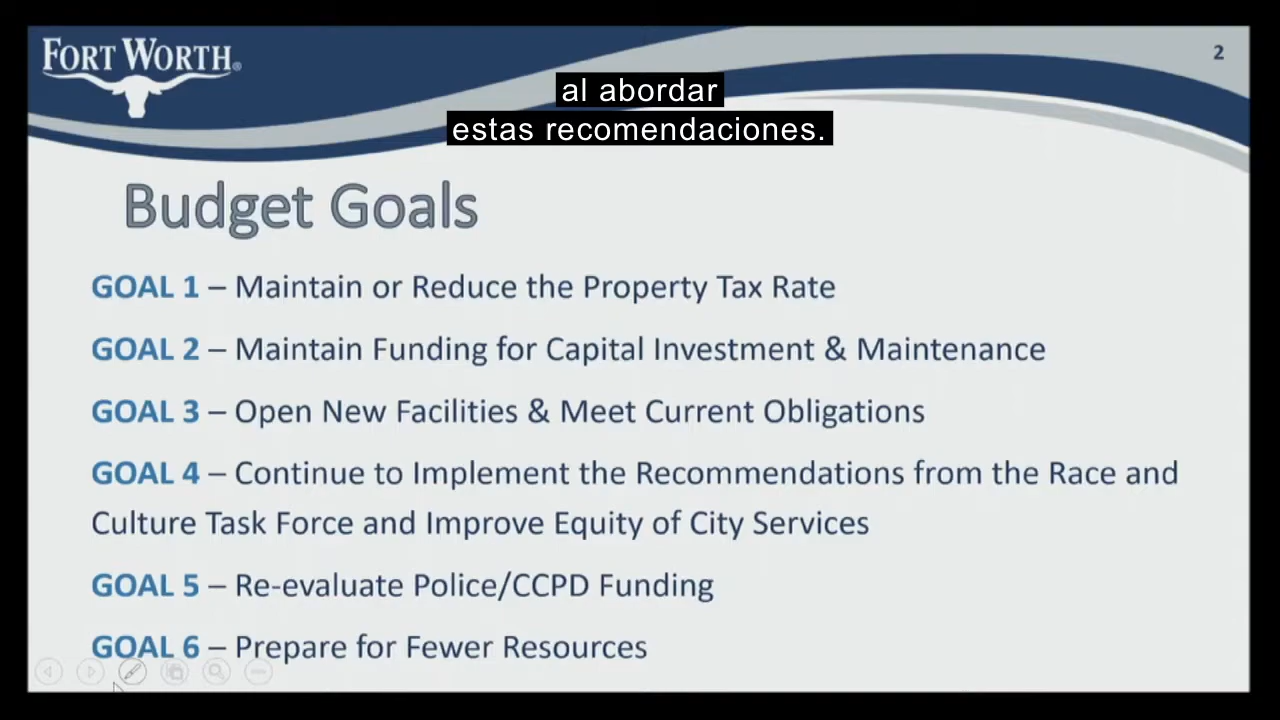 FORT WORTH®
2
al abordar
estas recomendaciones.
Budget Goals
GOAL 1 – Maintain or Reduce the Property Tax Rate
GOAL 2 – Maintain Funding for Capital Investment & Maintenance
GOAL 3 – Open New Facilities & Meet Current Obligations
GOAL 4 – Continue to Implement the Recommendations from the Race and
Culture Task Force and Improve Equity of City Services
GOAL 5 – Re-evaluate Police/CCPD Funding
GOAL 6 – Prepare for Fewer Resources